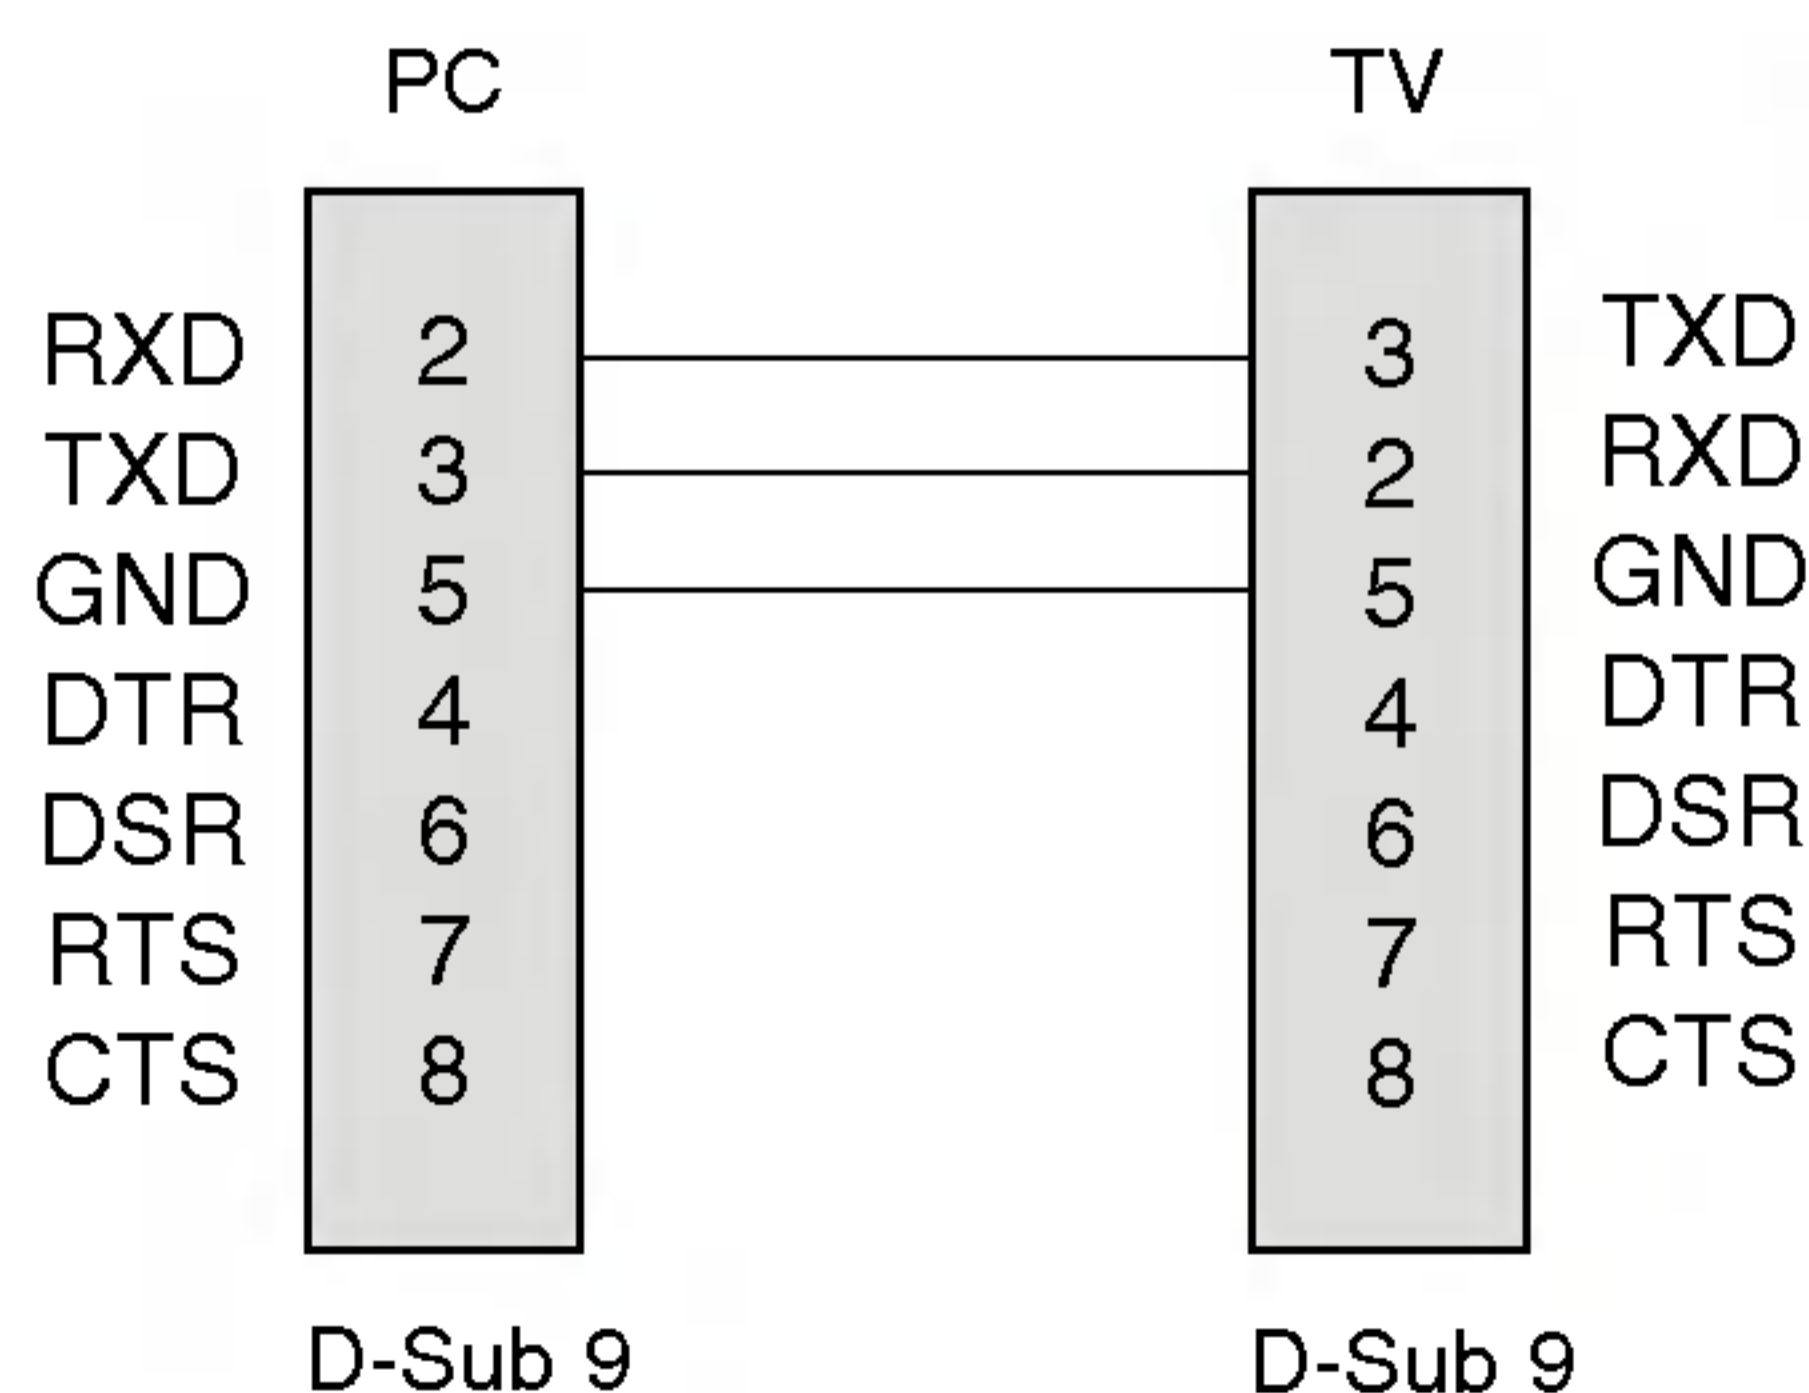 PC TV
RXD 2 3 TXD
TXD 3 2 RXD
GND 5 5 GND
DTR 4 4 DTR
DSR 6 6 DSR
RTS 7 7 RTS
CTS 8 8 CTS
D-Sub 9 D-Sub 9